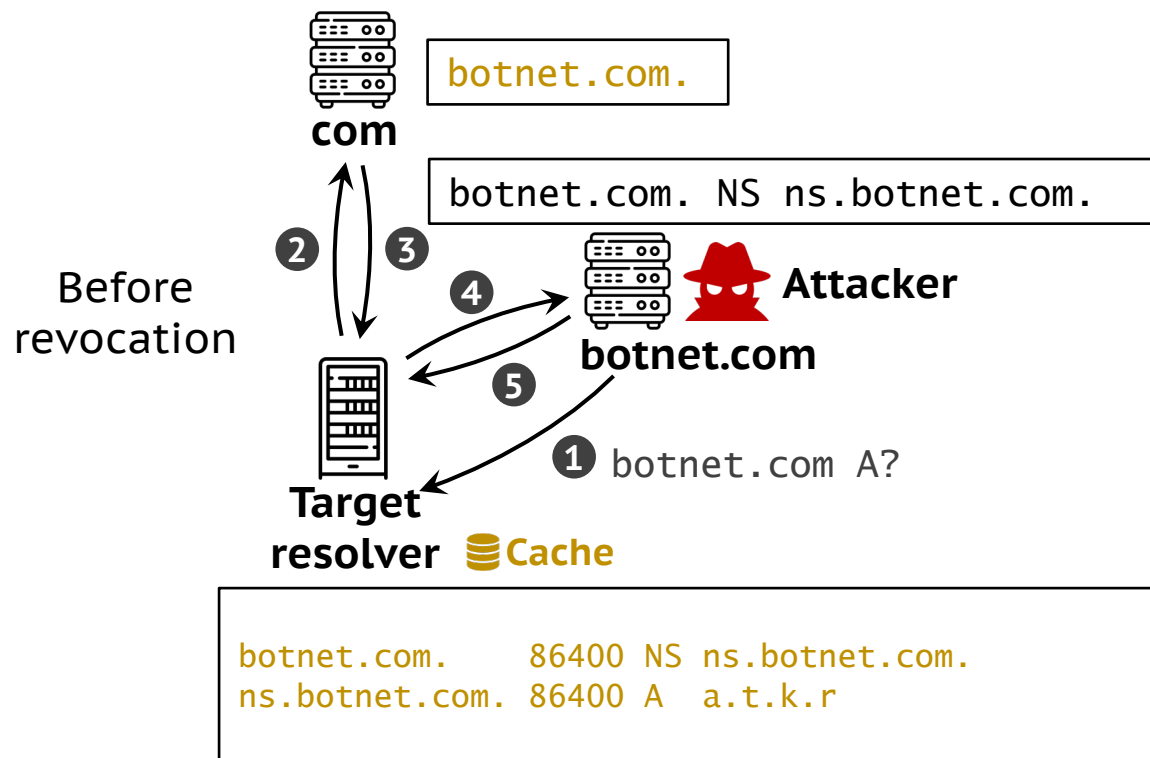 botnet.com.
com
botnet.com. NS ns.botnet.com.
2
3
Before
revocation
4
Attacker
botnet.com
5
1 botnet.com A?
Target
resolver
Cache
botnet.com. 86400 NS ns.botnet.com.
ns.botnet.com. 86400 A a.t.k.r